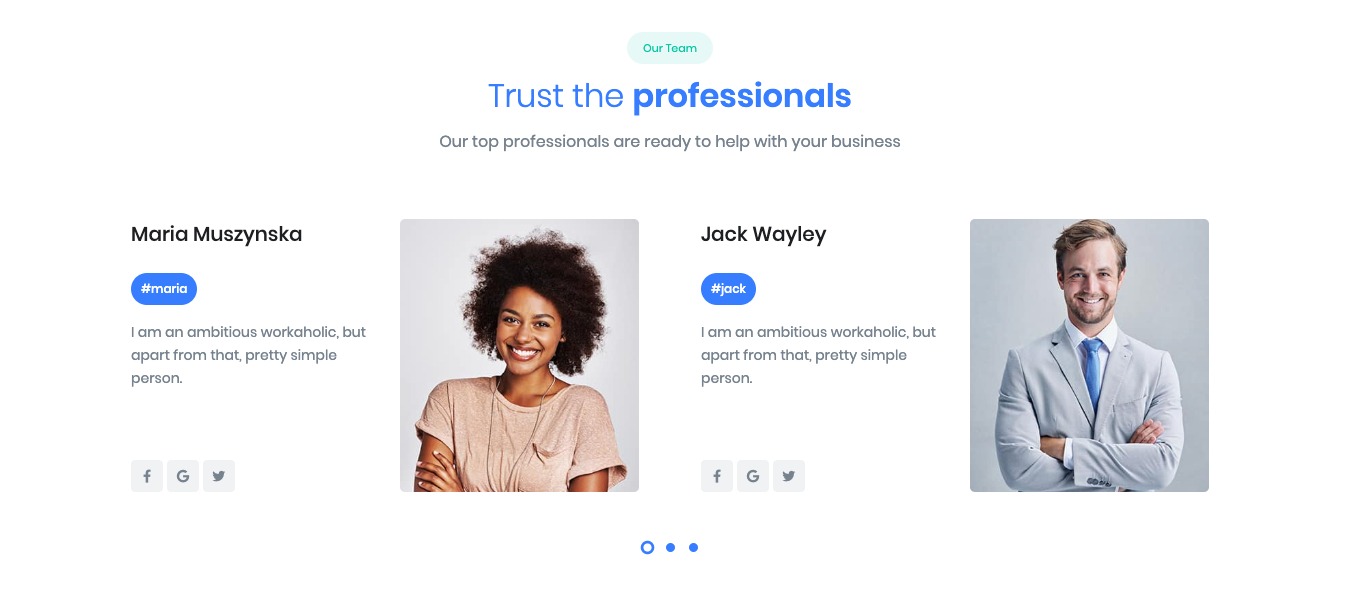 Our Team
Trust the professionals
Our top professionals are ready to help with your business
Maria Muszynska
#maria
I am an ambitious workaholic, but
apart from that, pretty simple
person.
Jack Wayley
#jack
I am an ambitious workaholic, but
apart from that, pretty simple
person.